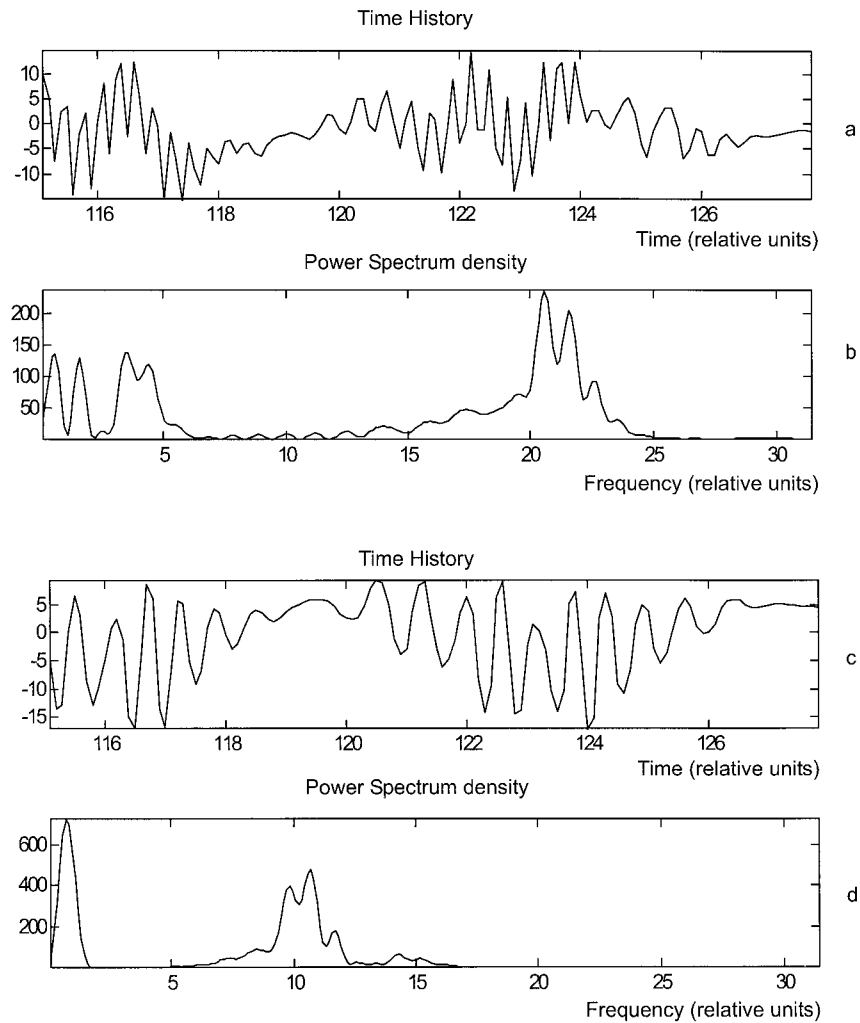 Time History
10
5
0
-5
-10
a
116 118 120 122 124 126
Time (relative units)
Power Spectrum density
200
150
100
50
b
5 10 15 20 25 30
Frequency (relative units)
Time History
5
0
-5
-10
-15
c
116 118 120 122 124 126
Time (relative units)
Power Spectrum density
600
400
200
d
5 10 15 20 25 30
Frequency (relative units)